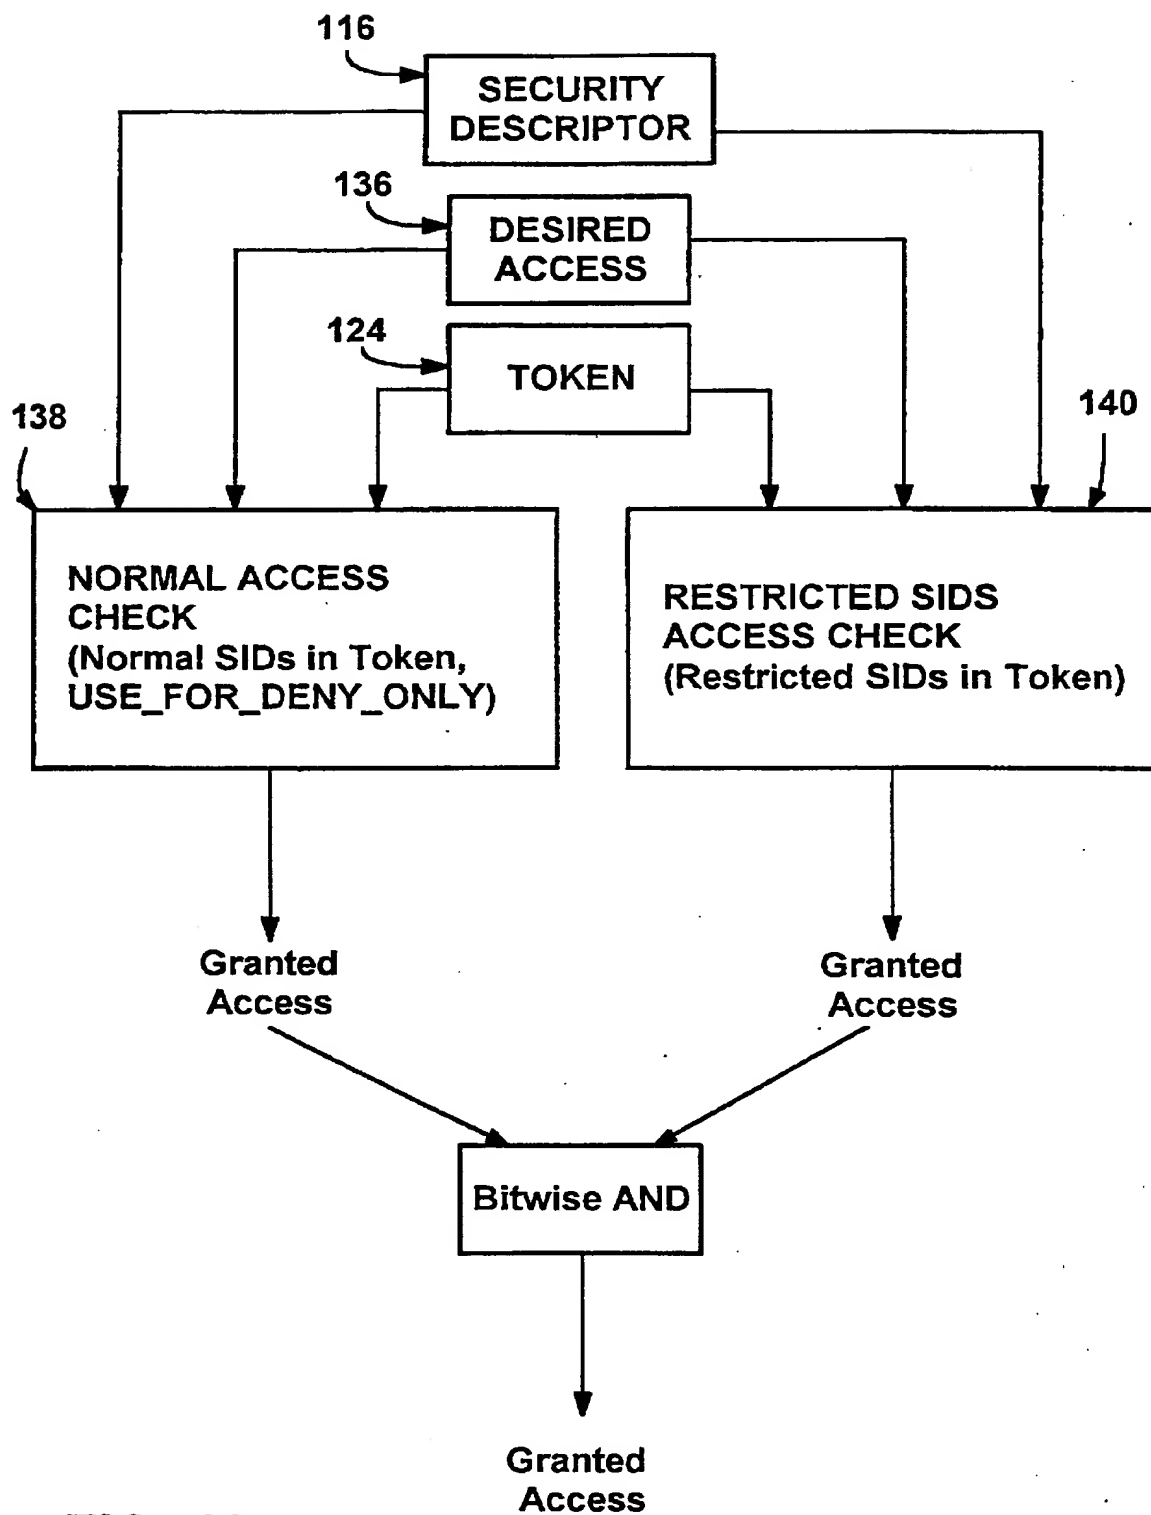 116
SECURITY
DESCRIPTOR
136
DESIRED
ACCESS
124
TOKEN
138
140
NORMAL ACCESS
CHECK
(Normal SIDs in Token,
USE_FOR_DENY_ONLY)
RESTRICTED SIDS
ACCESS CHECK
(Restricted SIDs in Token)
Granted
Access
Granted
Access
Bitwise AND
Granted
Access